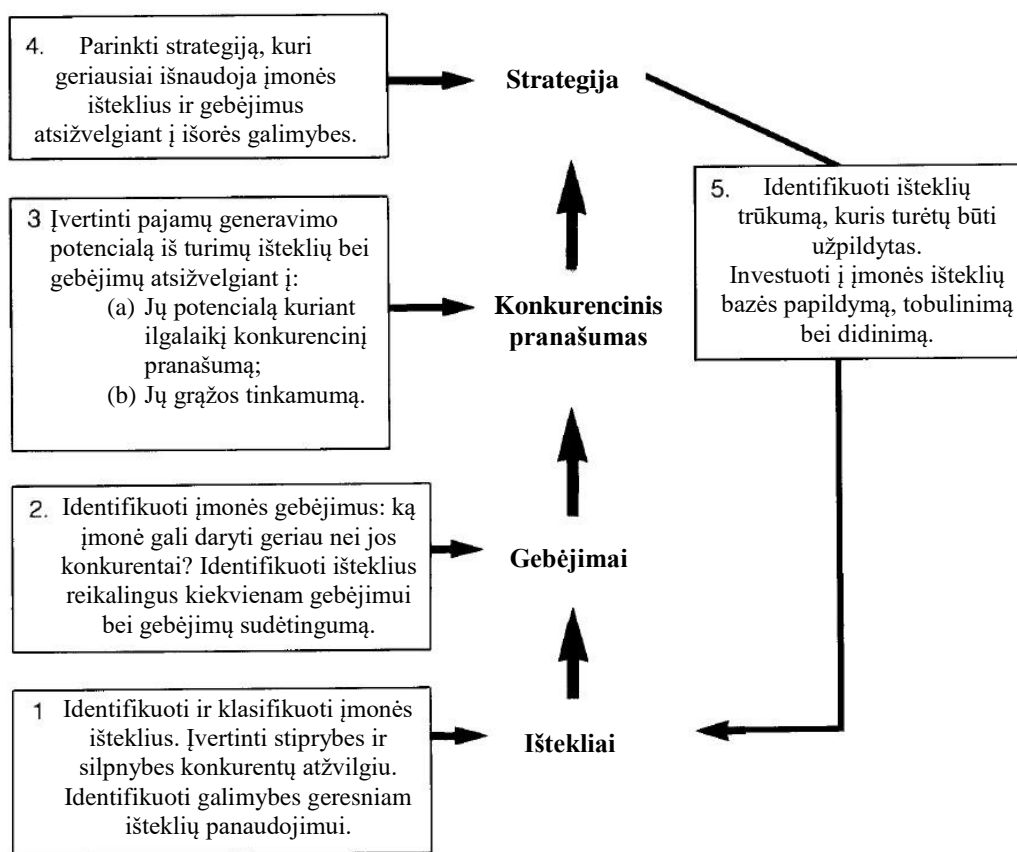 4. Parinkti strategiją, kuri
geriausiai išnaudoja įmonės
išteklius ir gebėjimus
atsižvelgiant į išorės galimybes.
Strategija
5. Identifikuoti išteklių
trūkumą, kuris turėtų būti
užpildytas.
Investuoti į įmonės išteklių
bazės papildymą, tobulinimą
bei didinimą.
3 Įvertinti pajamų generavimo
potencialą iš turimų išteklių bei
gebėjimų atsižvelgiant į:
(a) Jų potencialą kuriant
ilgalaikį konkurencinį
pranašumą;
(b) Jų grąžos tinkamumą.
Konkurencinis
pranašumas
2. Identifikuoti įmonės gebėjimus: ką
įmonė gali daryti geriau nei jos
konkurentai? Identifikuoti išteklius
reikalingus kiekvienam gebėjimui
bei gebėjimų sudėtingumą.
Gebėjimai
1 Identifikuoti ir klasifikuoti įmonės
išteklius. Įvertinti stiprybes ir
silpnybes konkurentų atžvilgiu.
Identifikuoti galimybes geresniam
išteklių panaudojimui.
Ištekliai